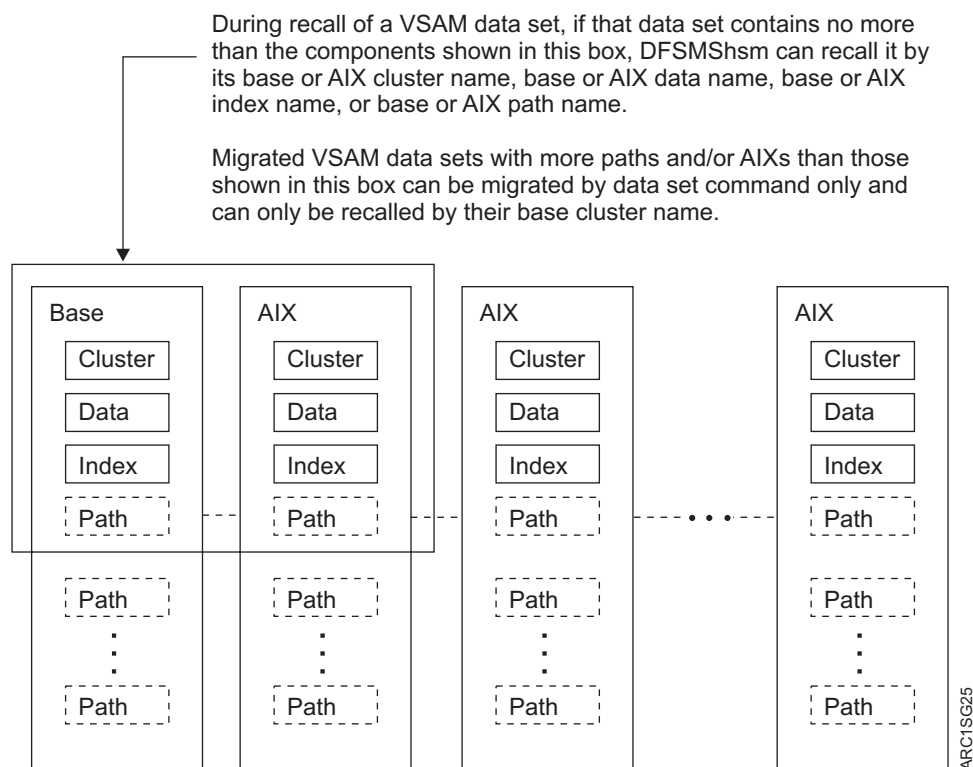 During recall of a VSAM data set, if that data set contains no more
than the components shown in this box, DFSMShsm can recall it by
its base or AIX cluster name, base or AIX data name, base or AIX
index name, or base or AIX path name.
Migrated VSAM data sets with more paths and/or AIXs than those
shown in this box can be migrated by data set command only and
can only be recalled by their base cluster name.
Base
Cluster
Data
Index
Path
Path
Path
AIX
Cluster
Data
Index
Path
Path
Path
AIX
Cluster
Data
Index
Path
Path
Path
AIX
Cluster
Data
Index
Path
Path
Path
ARC1SG25